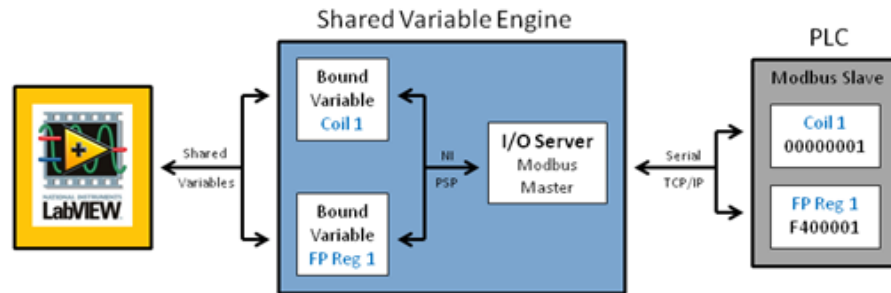 Shared Variable Engine
PLC
NATIONAL INSTRUMENTS
LabVIEW
Shared
Variables
Bound
Variable
Coil 1
Bound
Variable
FP Reg 1
NI
PSP
I/O Server
Modbus
Master
Serial
TCP/IP
Modbus Slave
Coil 1
00000001
FP Reg 1
F400001